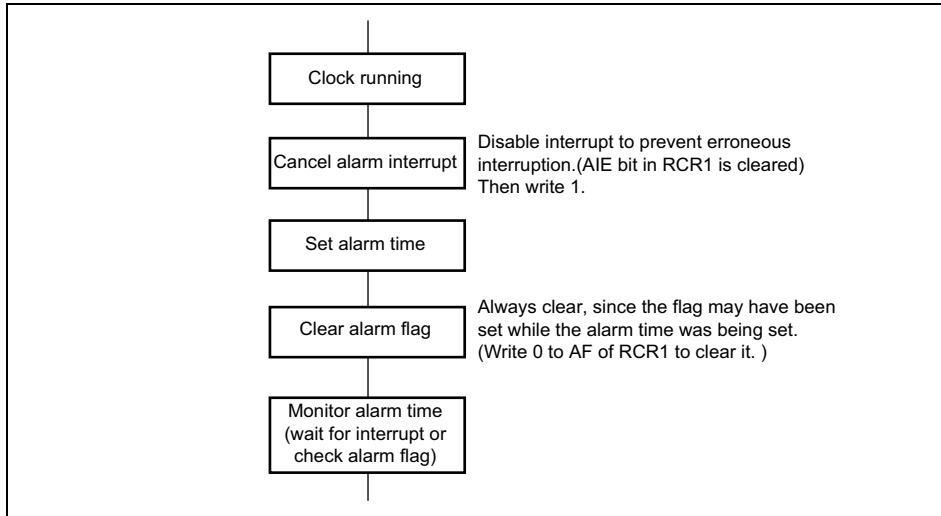 Clock running
Cancel alarm interrupt
Disable interrupt to prevent erroneous
interruption.(AIE bit in RCR1 is cleared)
Then write 1.
Set alarm time
Clear alarm flag
Always clear, since the flag may have been
set while the alarm time was being set.
(Write 0 to AF of RCR1 to clear it. )
Monitor alarm time
(wait for interrupt or
check alarm flag)